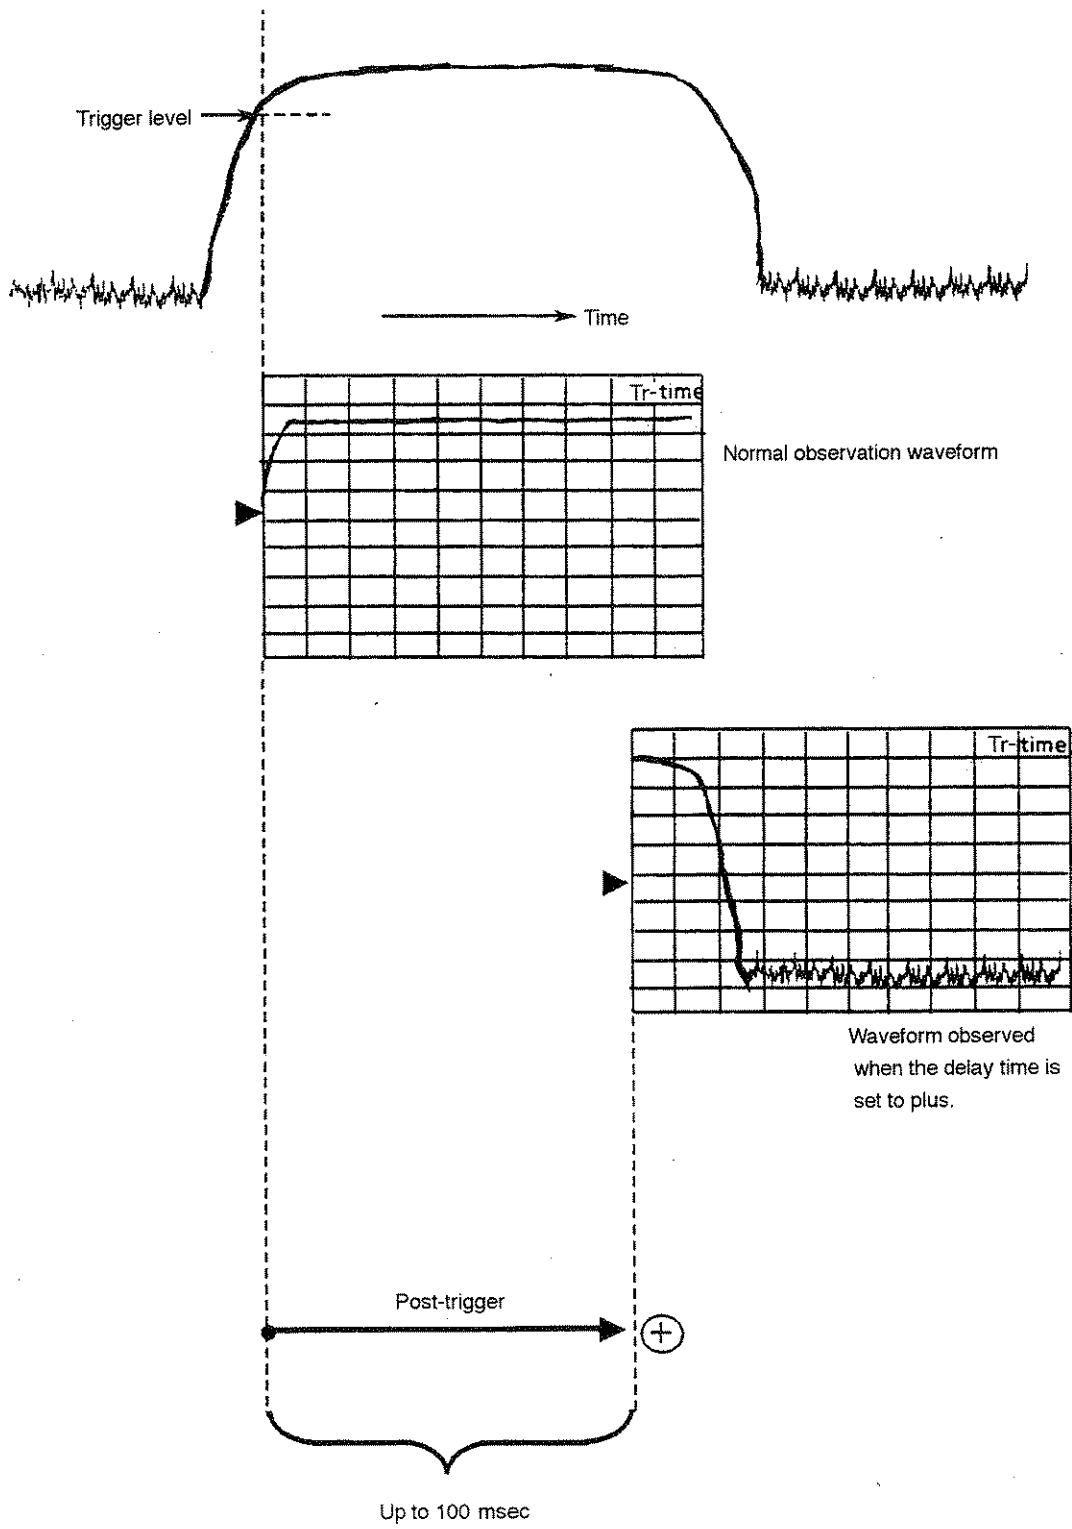 Trigger level
Time
Tr-time
Normal observation waveform
Tr-time
Waveform observed
when the delay time is
set to plus.
Post-trigger
+
Up to 100 msec